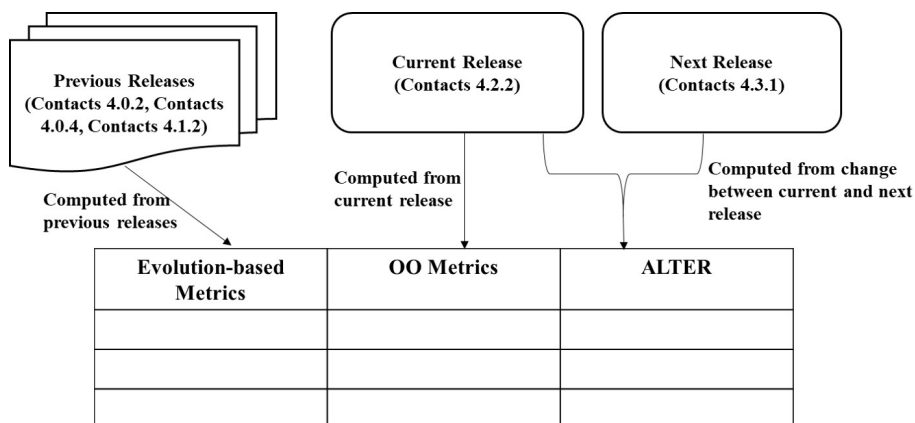 Previous Releases
(Contacts 4.0.2, Contacts
4.0.4, Contacts 4.1.2)
Current Release
(Contacts 4.2.2)
Next Release
(Contacts 4.3.1)
Computed from
previous releases
Computed from
current release
Computed from change
between current and next
release
Evolution-based
Metrics
OO Metrics
ALTER